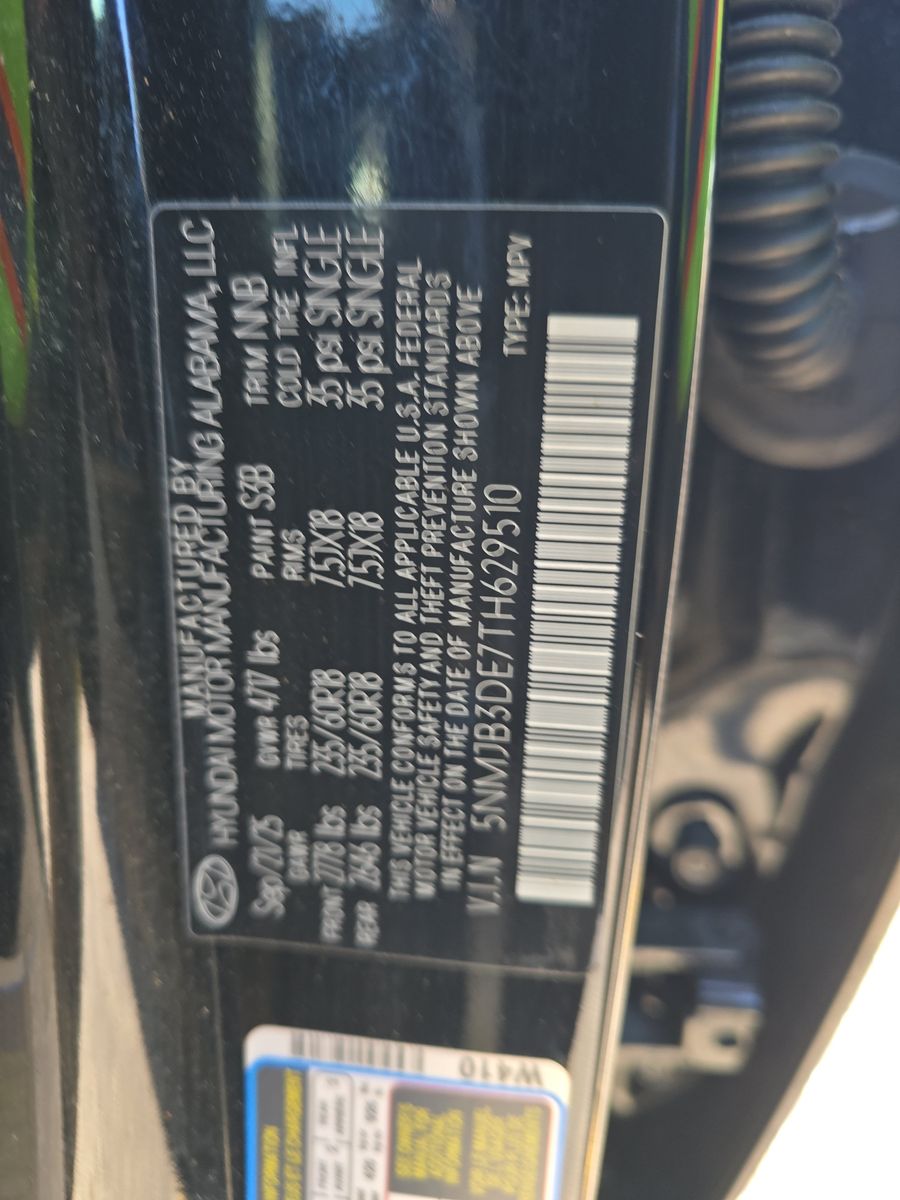 MANUFACTURED BY
HYUNDAI MOTOR MANUFACTURING ALABAMA, LLC
Sep/21/25 GVWR 4777 lbs PAINT S3B TRIM NNB
GAWR TIRES RIMS COLD TIRE INFL
FRONT 2778 lbs 235/60R18 7.5JX18 35 psi SINGLE
REAR 2646 lbs 235/60R18 7.5JX18 35 psi SINGLE
THIS VEHICLE CONFORMS TO ALL APPLICABLE U.S.A. FEDERAL
MOTOR VEHICLE SAFETY AND THEFT PREVENTION STANDARDS
IN EFFECT ON THE DATE OF MANUFACTURE SHOWN ABOVE
V.I.N 5NMJB3DE7TH629510 TYPE: MPV
W410